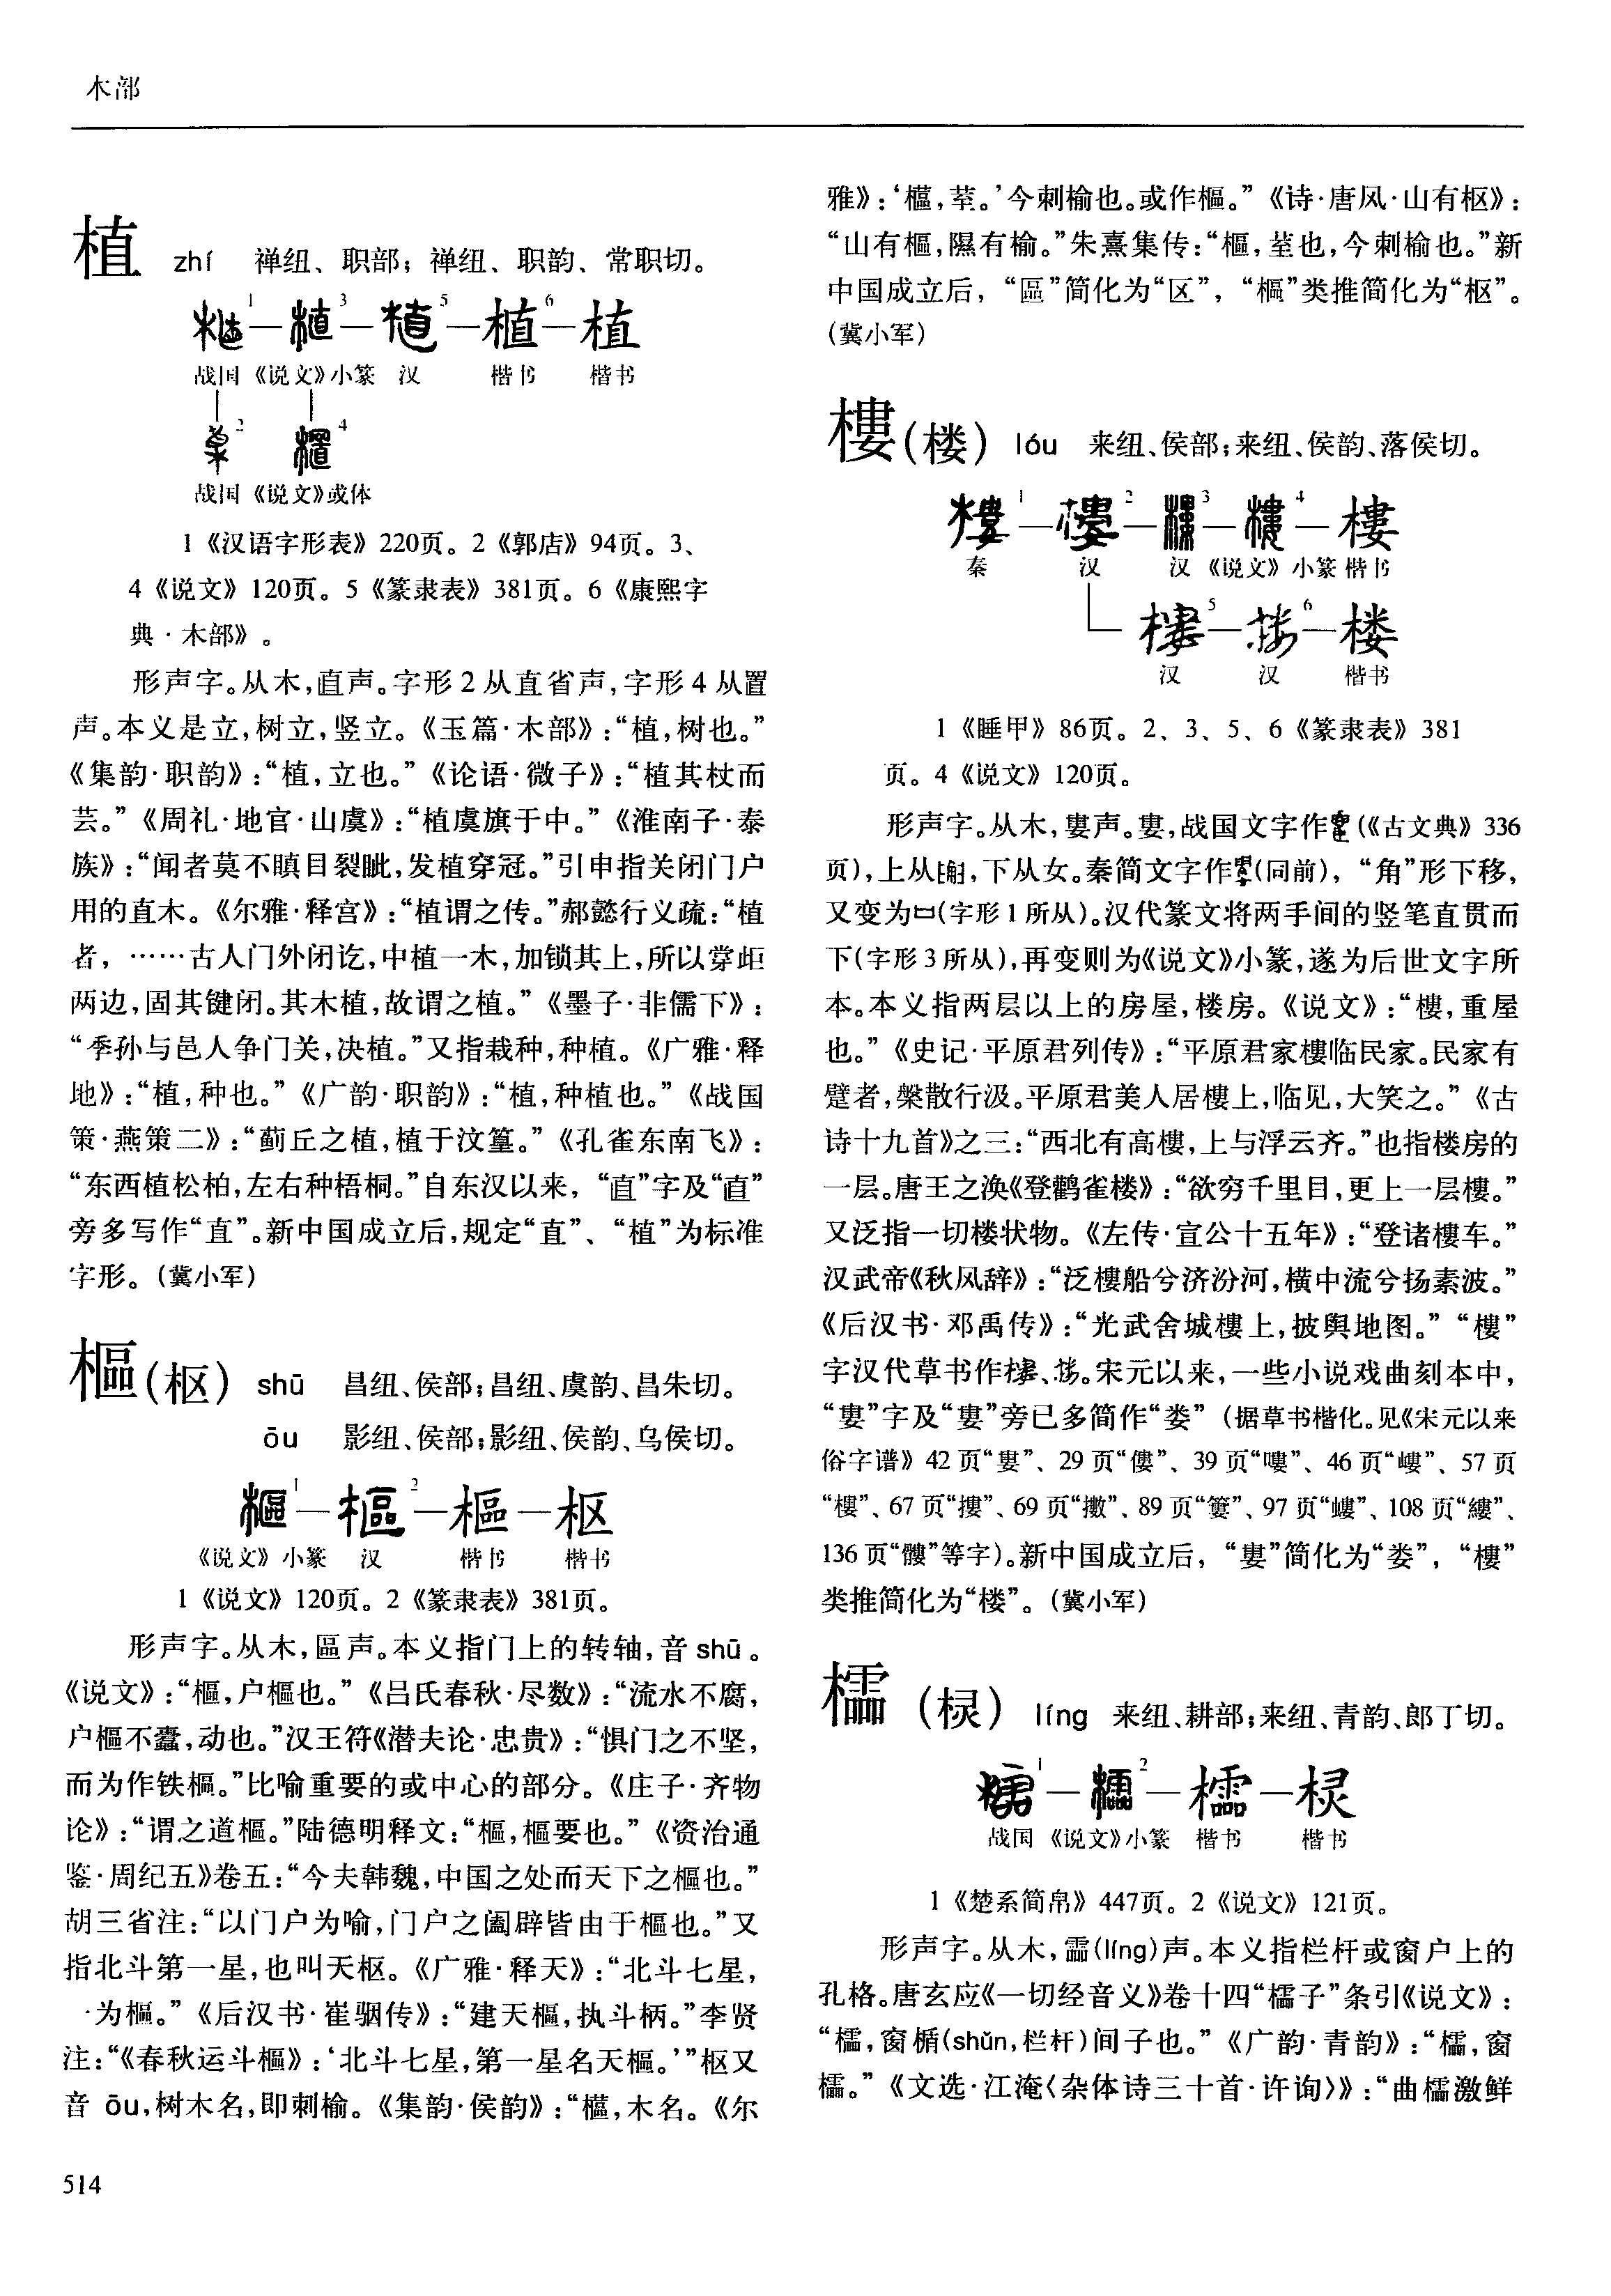 木部
植 zhí 禅纽、职部；禅纽、职韵、常职切。
1 — 3 — 5 — 植6 — 植
战国 《说文》小篆 汉 楷书 楷书
2 4
战国 《说文》或体
1《汉语字形表》220页。2《郭店》94页。3、
4《说文》120页。5《篆隶表》381页。6《康熙字
典·木部》。
形声字。从木，直声。字形2从直省声，字形4从置
声。本义是立，树立，竖立。《玉篇·木部》：“植，树也。”
《集韵·职韵》：“植，立也。”《论语·微子》：“植其杖而
芸。”《周礼·地官·山虞》：“植虞旗于中。”《淮南子·泰
族》：“闻者莫不瞋目裂眦，发植穿冠。”引申指关闭门户
用的直木。《尔雅·释宫》：“植谓之传。”郝懿行义疏：“植
者，……古人门外闭讫，中植一木，加锁其上，所以穿歫
两边，固其键闭。其木植，故谓之植。”《墨子·非儒下》：
“季孙与邑人争门关，决植。”又指栽种，种植。《广雅·释
地》：“植，种也。”《广韵·职韵》：“植，种植也。”《战国
策·燕策二》：“蓟丘之植，植于汶篁。”《孔雀东南飞》：
“东西植松柏，左右种梧桐。”自东汉以来，“直”字及“直”
旁多写作“直”。新中国成立后，规定“直”、“植”为标准
字形。（冀小军）
樞（枢） shū 昌纽、侯部；昌纽、虞韵、昌朱切。
ōu 影纽、侯部；影纽、侯韵、乌侯切。
1 — 2 — 樞 — 枢
《说文》小篆 汉 楷书 楷书
1《说文》120页。2《篆隶表》381页。
形声字。从木，區声。本义指门上的转轴，音shū。
《说文》：“樞，户樞也。”《吕氏春秋·尽数》：“流水不腐，
户樞不蠹，动也。”汉王符《潜夫论·忠贵》：“惧门之不坚，
而为作铁樞。”比喻重要的或中心的部分。《庄子·齐物
论》：“谓之道樞。”陆德明释文：“樞，樞要也。”《资治通
鉴·周纪五》卷五：“今夫韩魏，中国之处而天下之樞也。”
胡三省注：“以门户为喻，门户之阖辟皆由于樞也。”又
指北斗第一星，也叫天枢。《广雅·释天》：“北斗七星，
一为樞。”《后汉书·崔骃传》：“建天樞，执斗柄。”李贤
注：“《春秋运斗樞》：‘北斗七星，第一星名天樞。’”枢又
音ōu，树木名，即刺榆。《集韵·侯韵》：“櫙，木名。《尔
雅》：‘櫙，荎。’今刺榆也。或作樞。”《诗·唐风·山有枢》：
“山有樞，隰有榆。”朱熹集传：“樞，荎也，今刺榆也。”新
中国成立后，“區”简化为“区”，“樞”类推简化为“枢”。
（冀小军）
樓（楼） lóu 来纽、侯部；来纽、侯韵、落侯切。
1 — 2 — 3 — 4 — 樓
秦 汉 汉 《说文》小篆 楷书
5 — 6 — 楼
汉 汉 楷书
1《睡甲》86页。2、3、5、6《篆隶表》381
页。4《说文》120页。
形声字。从木，婁声。婁，战国文字作（《古文典》336
页），上从，下从女。秦简文字作（同前），“角”形下移，
又变为（字形1所从）。汉代篆文将两手间的竖笔直贯而
下（字形3所从），再变则为《说文》小篆，遂为后世文字所
本。本义指两层以上的房屋，楼房。《说文》：“樓，重屋
也。”《史记·平原君列传》：“平原君家樓临民家。民家有
躄者，槃散行汲。平原君美人居樓上，临见，大笑之。”《古
诗十九首》之三：“西北有高樓，上与浮云齐。”也指楼房的
一层。唐王之涣《登鹳雀楼》：“欲穷千里目，更上一层樓。”
又泛指一切楼状物。《左传·宣公十五年》：“登诸樓车。”
汉武帝《秋风辞》：“泛樓船兮济汾河，横中流兮扬素波。”
《后汉书·邓禹传》：“光武舍城樓上，披舆地图。”“樓”
字汉代草书作、。宋元以来，一些小说戏曲刻本中，
“婁”字及“婁”旁已多简作“娄”（据草书楷化。见《宋元以来
俗字谱》42页“婁”、29页“僂”、39页“嘍”、46页“嶁”、57页
“樓”、67页“摟”、69页“擻”、89页“簍”、97页“螻”、108页“縷”、
136页“髏”等字）。新中国成立后，“婁”简化为“娄”，“樓”
类推简化为“楼”。（冀小军）
櫺（棂） líng 来纽、耕部；来纽、青韵、郎丁切。
1 — 2 — 櫺 — 棂
战国 《说文》小篆 楷书 楷书
1《楚系简帛》447页。2《说文》121页。
形声字。从木，霝(líng)声。本义指栏杆或窗户上的
孔格。唐玄应《一切经音义》卷十四“櫺子”条引《说文》：
“櫺，窗楯(shǔn，栏杆)间子也。”《广韵·青韵》：“櫺，窗
櫺。”《文选·江淹〈杂体诗三十首·许询〉》：“曲櫺激鲜
514